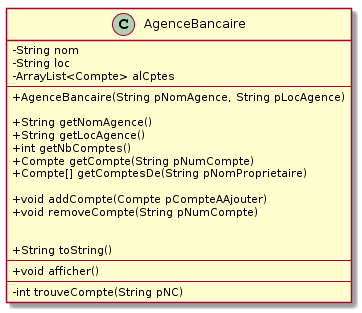 C AgenceBancaire
-String nom
-String loc
-ArrayList<Compte> alCptes
+AgenceBancaire(String pNomAgence, String pLocAgence)
+String getNomAgence()
+String getLocAgence()
+int getNbComptes()
+Compte getCompte(String pNumCompte)
+Compte[] getComptesDe(String pNomProprietaire)
+void addCompte(Compte pCompteAAjouter)
+void removeCompte(String pNumCompte)
+String toString()
+void afficher()
-int trouveCompte(String pNC)